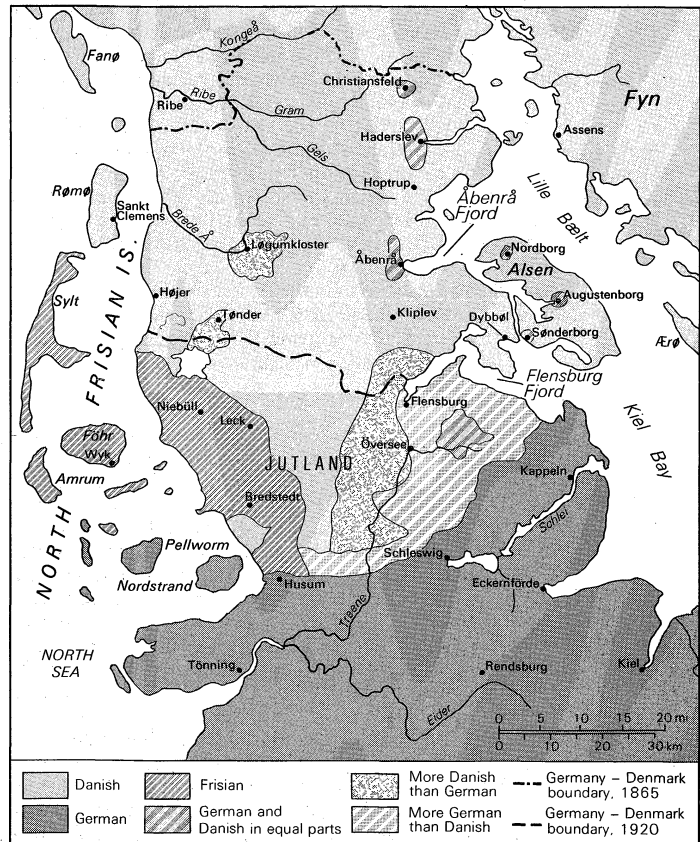 Kongeå
Fanø
Christiansfeld
Fyn
Ribe
Ribe
Gram
Assens
Haderslev
Gels
Hoptrup
Lille
Bælt
Rømø
Sankt
Clemens
Åbenrå
Fjord
Brede Å
Løgumkloster
Nordborg
Åbenrå
Alsen
Højer
Augustenborg
Sylt
Tønder
Kliplev
Dybbøl
Sønderborg
Ærø
NORTH FRISIAN IS.
Flensburg
Fjord
Niebüll
Leck
Flensburg
Kiel
Bay
Föhr
Wyk
Översee
JUTLAND
Kappeln
Amrum
Bredstedt
Schlei
Pellworm
Schleswig
Nordstrand
Husum
Eckernförde
Treene
NORTH
SEA
Tönning
Rendsburg
Kiel
Eider
0 5 10 15 20 mi
0 10 20 30 km
Danish
Frisian
More Danish
than German
Germany – Denmark
boundary, 1865
German
German and
Danish in equal parts
More German
than Danish
Germany – Denmark
boundary, 1920